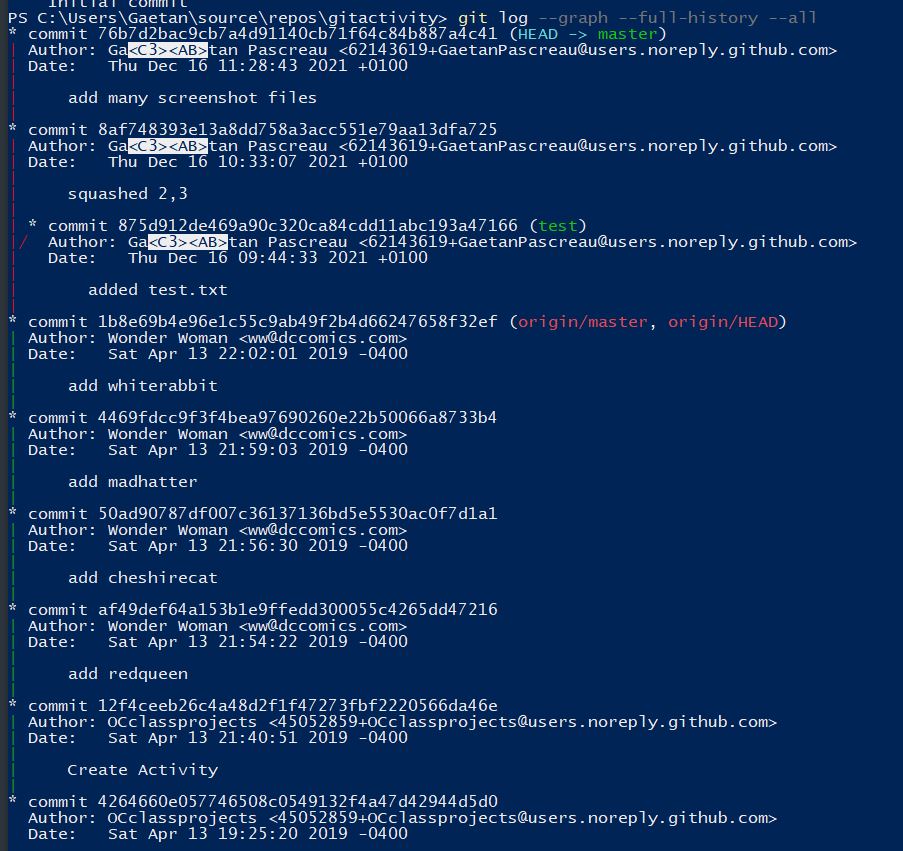 Initial commit
PS C:\Users\Gaetan\source\repos\gitactivity> git log --graph --full-history --all
* commit 76b7d2bac9cb7a4d91140cb71f64c84b887a4c41 (HEAD -> master)
| Author: Ga<C3><AB>tan Pascreau <62143619+GaetanPascreau@users.noreply.github.com>
| Date:   Thu Dec 16 11:28:43 2021 +0100
|
|     add many screenshot files
|
* commit 8af748393e13a8dd758a3acc551e79aa13dfa725
| Author: Ga<C3><AB>tan Pascreau <62143619+GaetanPascreau@users.noreply.github.com>
| Date:   Thu Dec 16 10:33:07 2021 +0100
|
|     squashed 2,3
|
| * commit 875d912de469a90c320ca84cdd11abc193a47166 (test)
|/  Author: Ga<C3><AB>tan Pascreau <62143619+GaetanPascreau@users.noreply.github.com>
|   Date:   Thu Dec 16 09:44:33 2021 +0100
|
|       added test.txt
|
* commit 1b8e69b4e96e1c55c9ab49f2b4d66247658f32ef (origin/master, origin/HEAD)
| Author: Wonder Woman <ww@dccomics.com>
| Date:   Sat Apr 13 22:02:01 2019 -0400
|
|     add whiterabbit
|
* commit 4469fdcc9f3f4bea97690260e22b50066a8733b4
| Author: Wonder Woman <ww@dccomics.com>
| Date:   Sat Apr 13 21:59:03 2019 -0400
|
|     add madhatter
|
* commit 50ad90787df007c36137136bd5e5530ac0f7d1a1
| Author: Wonder Woman <ww@dccomics.com>
| Date:   Sat Apr 13 21:56:30 2019 -0400
|
|     add cheshirecat
|
* commit af49def64a153b1e9ffedd300055c4265dd47216
| Author: Wonder Woman <ww@dccomics.com>
| Date:   Sat Apr 13 21:54:22 2019 -0400
|
|     add redqueen
|
* commit 12f4ceeb26c4a48d2f1f47273fbf2220566da46e
| Author: OCclassprojects <45052859+OCclassprojects@users.noreply.github.com>
| Date:   Sat Apr 13 21:40:51 2019 -0400
|
|     Create Activity
|
* commit 4264660e057746508c0549132f4a47d42944d5d0
  Author: OCclassprojects <45052859+OCclassprojects@users.noreply.github.com>
  Date:   Sat Apr 13 19:25:20 2019 -0400